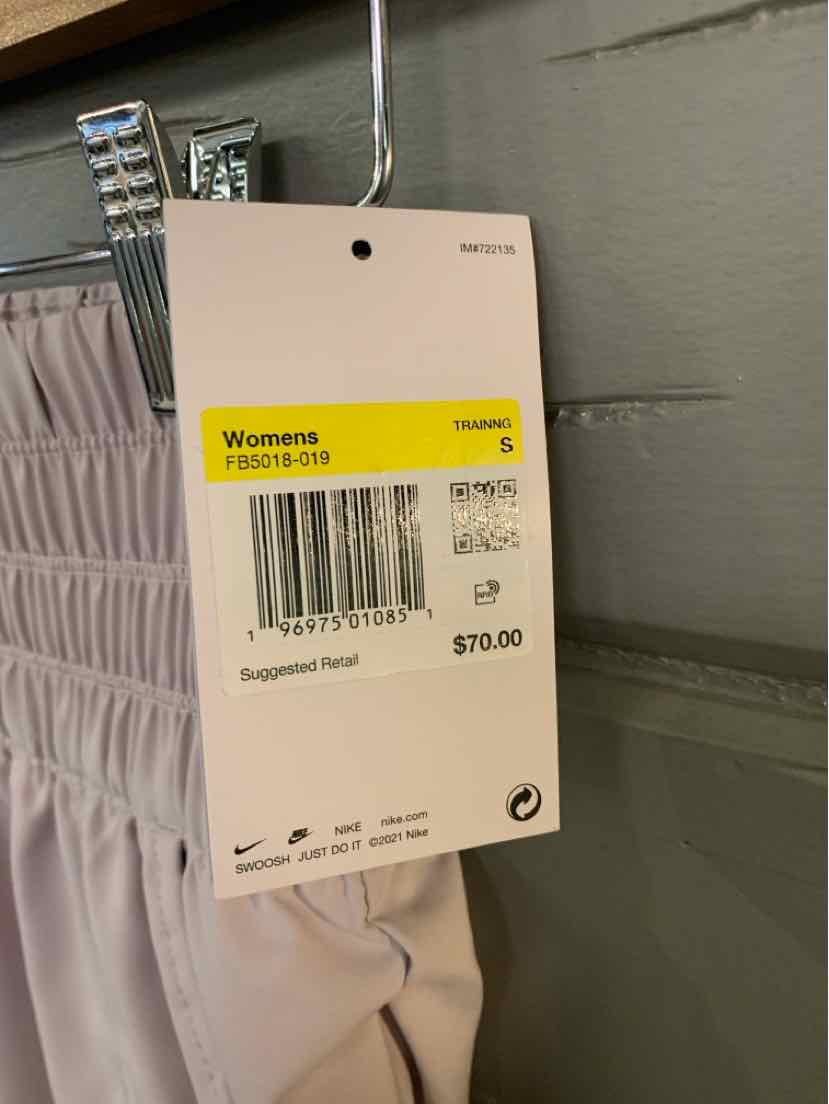 IM#722135
Womens
TRAINNG
FB5018-019
S
1 96975 01085 1
RFID
Suggested Retail
$70.00
NIKE nike.com
SWOOSH JUST DO IT ©2021 Nike